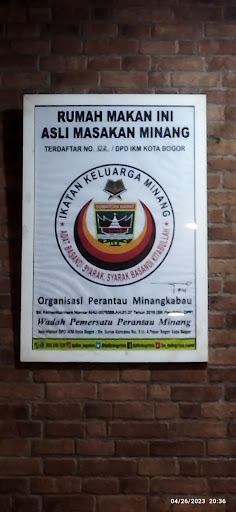 RUMAH MAKAN INI
ASLI MASAKAN MINANG
TERDAFTAR NO. 02. / DPD IKM KOTA BOGOR
IKATAN KELUARGA MINANG
ADAT BASANDI SYARAK, SYARAK BASANDI KITABULLAH
Organisasi Perantau Minangkabau
Wadah Pemersatu Perantau Minang
04/26/2023 20:36